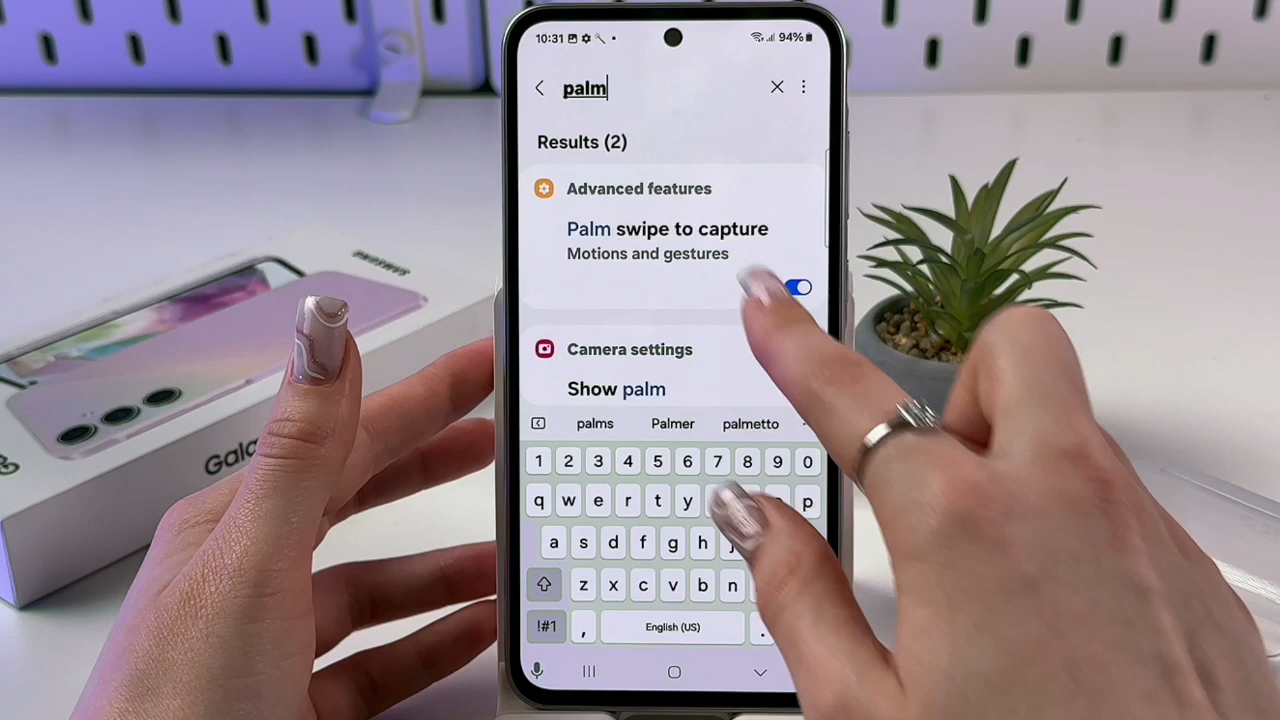 10:31
94%
palm
Results (2)
Advanced features
Palm swipe to capture
Motions and gestures
Camera settings
Show palm
palms Palmer palmetto
1 2 3 4 5 6 7 8 9 0
q w e r t y p
a s d f g h j
z x c v b n
!#1 , English (US) .
SAMSUNG